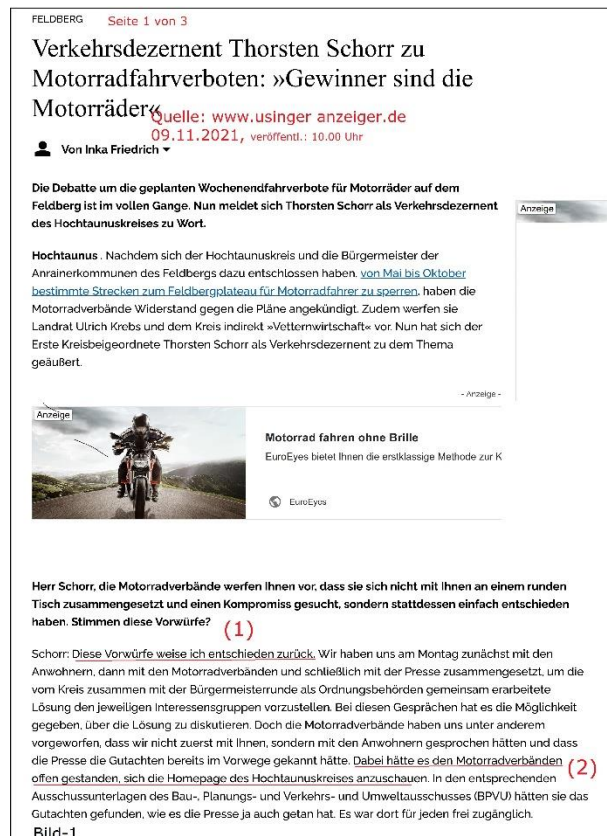 FELDBERG Seite 1 von 3
Verkehrsdezernent Thorsten Schorr zu
Motorradfahrverboten: »Gewinner sind die
Motorräder«
Quelle: www.usinger anzeiger.de
09.11.2021, veröffentl.: 10.00 Uhr
Von Inka Friedrich
Die Debatte um die geplanten Wochenendfahrverbote für Motorräder auf dem
Feldberg ist im vollen Gange. Nun meldet sich Thorsten Schorr als Verkehrsdezernent
des Hochtaunuskreises zu Wort.
Anzeige
Hochtaunus . Nachdem sich der Hochtaunuskreis und die Bürgermeister der
Anrainerkommunen des Feldbergs dazu entschlossen haben, von Mai bis Oktober
bestimmte Strecken zum Feldbergplateau für Motorradfahrer zu sperren, haben die
Motorradverbände Widerstand gegen die Pläne angekündigt. Zudem werfen sie
Landrat Ulrich Krebs und dem Kreis indirekt »Vetternwirtschaft« vor. Nun hat sich der
Erste Kreisbeigeordnete Thorsten Schorr als Verkehrsdezernent zu dem Thema
geäußert.
- Anzeige -
Anzeige
Motorrad fahren ohne Brille
EuroEyes bietet Ihnen die erstklassige Methode zur K
EuroEyes
Herr Schorr, die Motorradverbände werfen Ihnen vor, dass sie sich nicht mit Ihnen an einem runden
Tisch zusammengesetzt und einen Kompromiss gesucht, sondern stattdessen einfach entschieden
haben. Stimmen diese Vorwürfe?
(1)
Schorr: Diese Vorwürfe weise ich entschieden zurück. Wir haben uns am Montag zunächst mit den
Anwohnern, dann mit den Motorradverbänden und schließlich mit der Presse zusammengesetzt, um die
vom Kreis zusammen mit der Bürgermeisterrunde als Ordnungsbehörden gemeinsam erarbeitete
Lösung den jeweiligen Interessensgruppen vorzustellen. Bei diesen Gesprächen hat es die Möglichkeit
gegeben, über die Lösung zu diskutieren. Doch die Motorradverbände haben uns unter anderem
vorgeworfen, dass wir nicht zuerst mit Ihnen, sondern mit den Anwohnern gesprochen hätten und dass
die Presse die Gutachten bereits im Vorwege gekannt hätte. Dabei hätte es den Motorradverbänden (2)
offen gestanden, sich die Homepage des Hochtaunuskreises anzuschauen. In den entsprechenden
Ausschussunterlagen des Bau-, Planungs- und Verkehrs- und Umweltausschusses (BPVU) hätten sie das
Gutachten gefunden, wie es die Presse ja auch getan hat. Es war dort für jeden frei zugänglich.
Bild-1